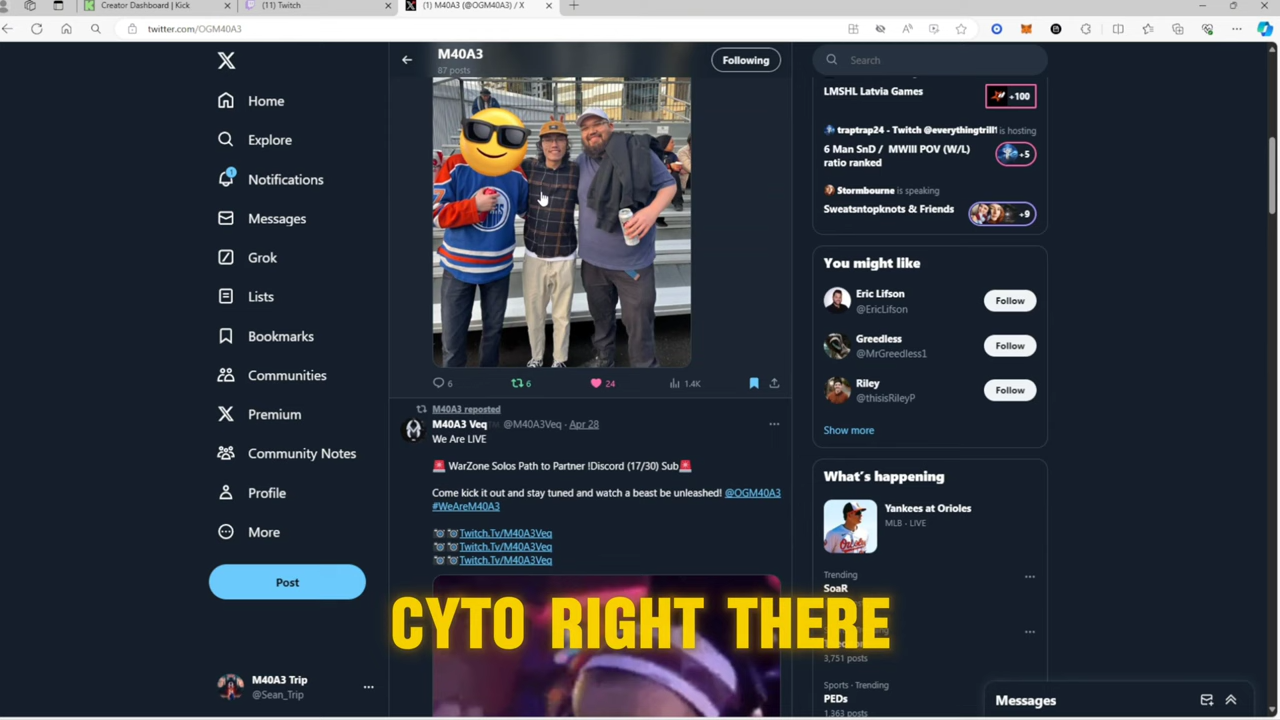 Creator Dashboard | Kick
(14) Twitch
(1) M40A3 (@OGM40A3) / X
twitter.com/OGM40A3
M40A3
87 posts
Following
Home
Explore
1
Notifications
Messages
Grok
Lists
Bookmarks
Communities
Premium
Community Notes
Profile
More
Post
M40A3 Trip
@Sean_Trip
6
6
24
1.4K
M40A3 reposted
M40A3 Veq™ @M40A3Veq · Apr 28
We Are LIVE
🚨 WarZone Solos Path to Partner !Discord (17/30) Sub🚨
Come kick it out and stay tuned and watch a beast be unleashed! @OGM40A3
#WeAreM40A3
Twitch.Tv/M40A3Veq
Twitch.Tv/M40A3Veq
Twitch.Tv/M40A3Veq
CYTO RIGHT THERE
Search
LMSHL Latvia Games
+100
traptrap24 - Twitch @everythingtrill1 is hosting
6 Man SnD / MWIII POV (W/L)
ratio ranked
+5
Stormbourne is speaking
Sweatsntopknots & Friends
+9
You might like
Eric Lifson
@EricLifson
Follow
Greedless
@MrGreedless1
Follow
Riley
@thisisRileyP
Follow
Show more
What's happening
Yankees at Orioles
MLB · LIVE
Trending
SoaR
3,751 posts
Sports · Trending
PEDs
1,363 posts
Messages